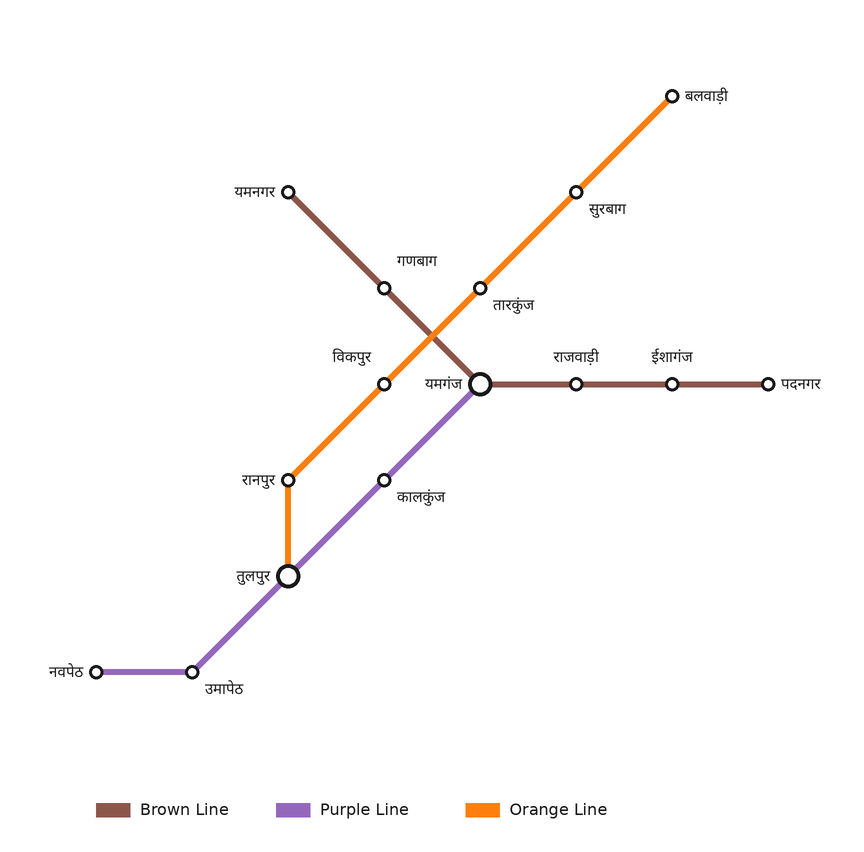 बलवाड़ी
यमनगर
सुरबाग
गणबाग
तारकुंज
विकपुर
यमगंज
राजवाड़ी
ईशागंज
पदनगर
रानपुर
कालकुंज
तुलपुर
नवपेठ
उमापेठ
Brown Line
Purple Line
Orange Line